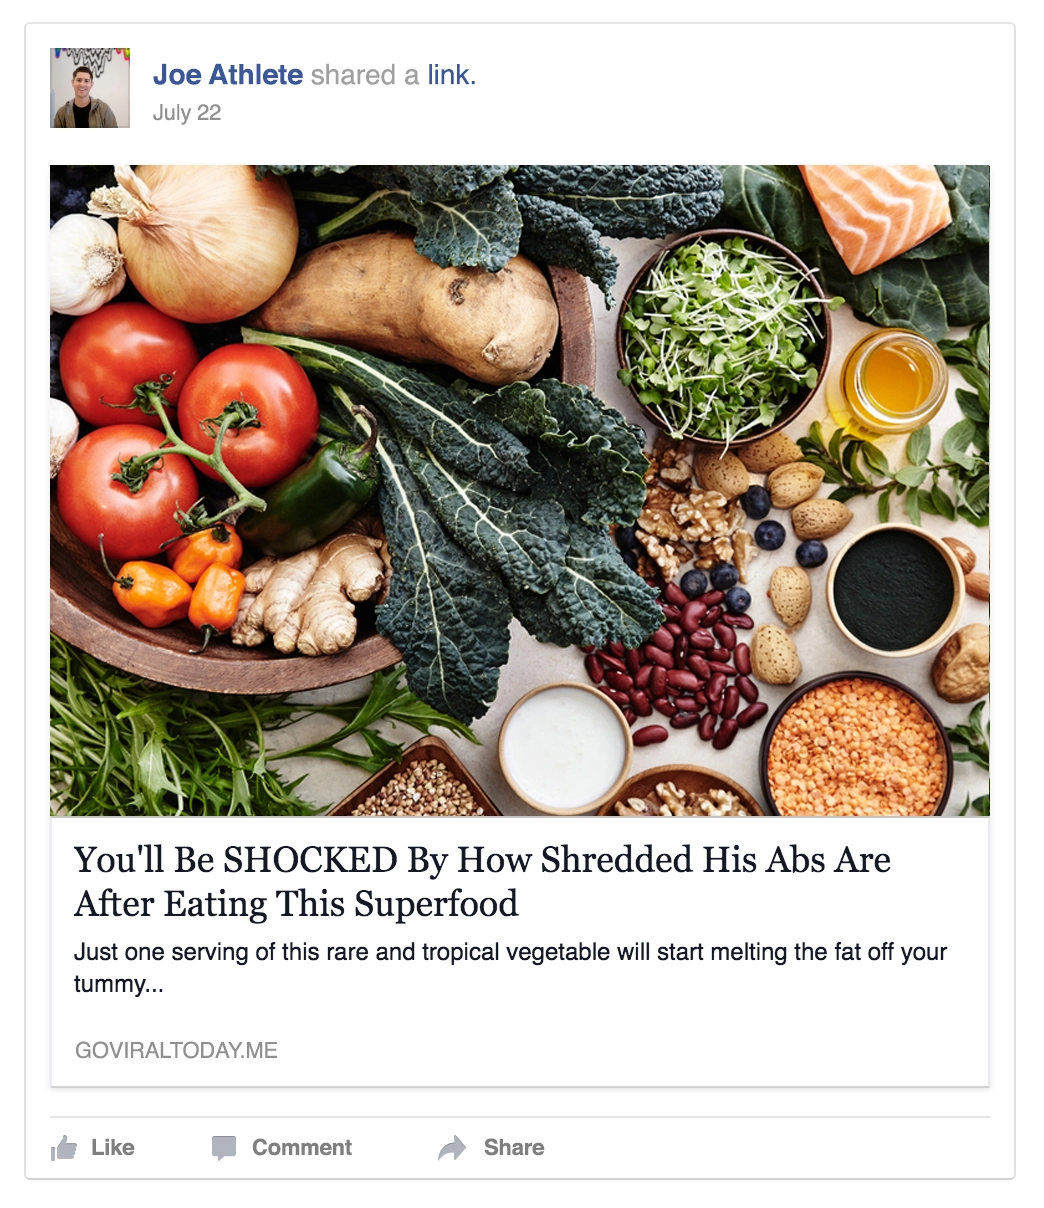 Joe Athlete shared a link.
July 22
You'll Be SHOCKED By How Shredded His Abs Are
After Eating This Superfood
Just one serving of this rare and tropical vegetable will start melting the fat off your
tummy...
GOVIRALTODAY.ME
Like Comment Share